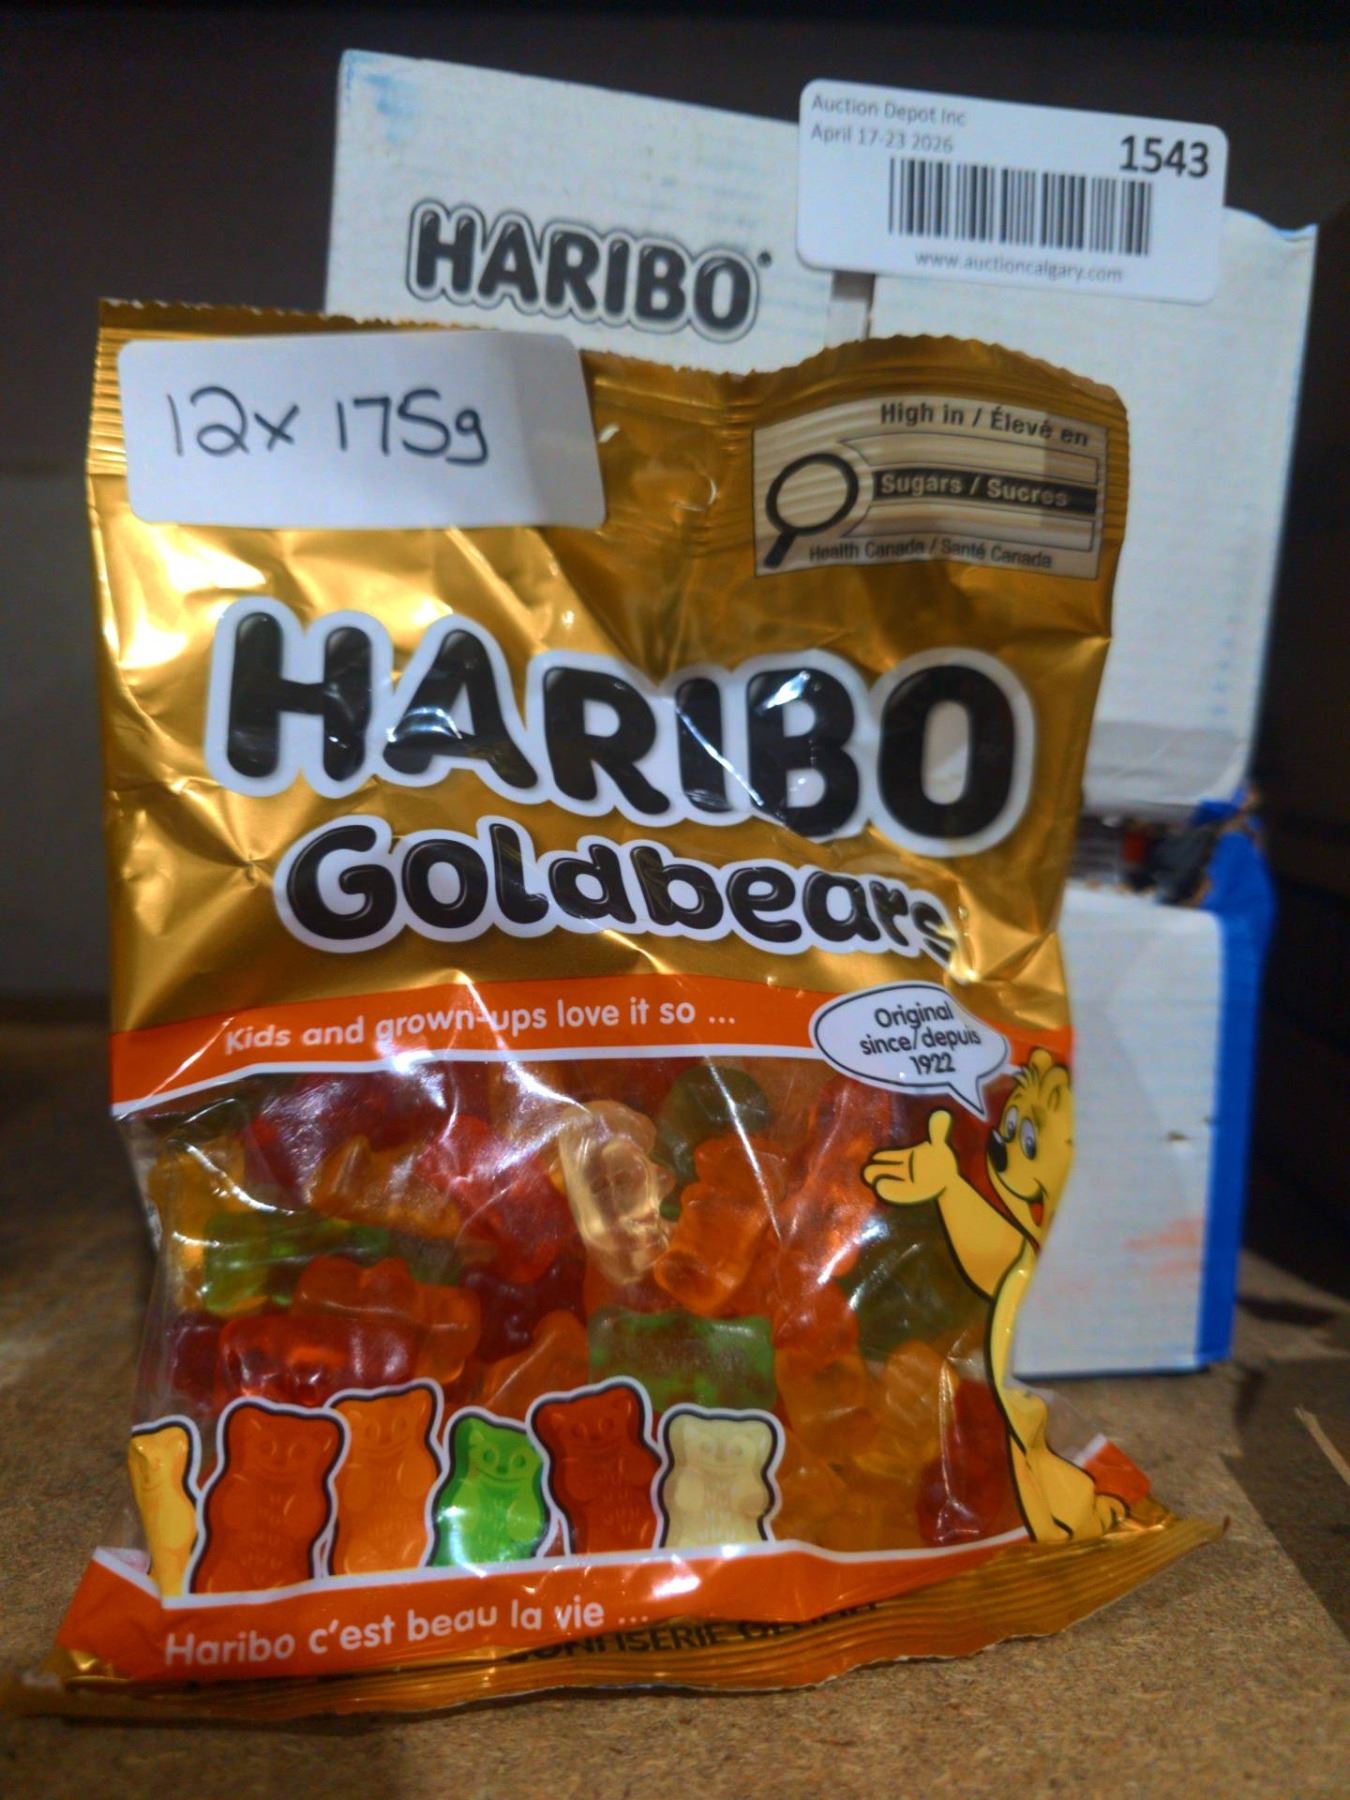 Auction Depot Inc
April 17-23 2026
1543
www.auctioncalgary.com
HARIBO
12x 175g
High in / Élevé en
Sugars / Sucres
Health Canada / Santé Canada
HARIBO
Goldbears
Kids and grown-ups love it so ...
Original
since/depuis
1922
Haribo c'est beau la vie ...